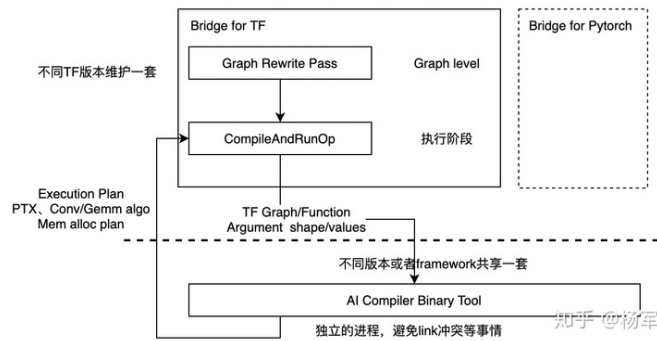 Bridge for TF
Bridge for Pytorch
Graph Rewrite Pass
Graph level
不同TF版本维护一套
CompileAndRunOp
执行阶段
Execution Plan
PTX、Conv/Gemm algo
Mem alloc plan
TF Graph/Function
Argument shape/values
不同版本或者framework共享一套
AI Compiler Binary Tool
独立的进程，避免link冲突等事情
知乎 @杨军